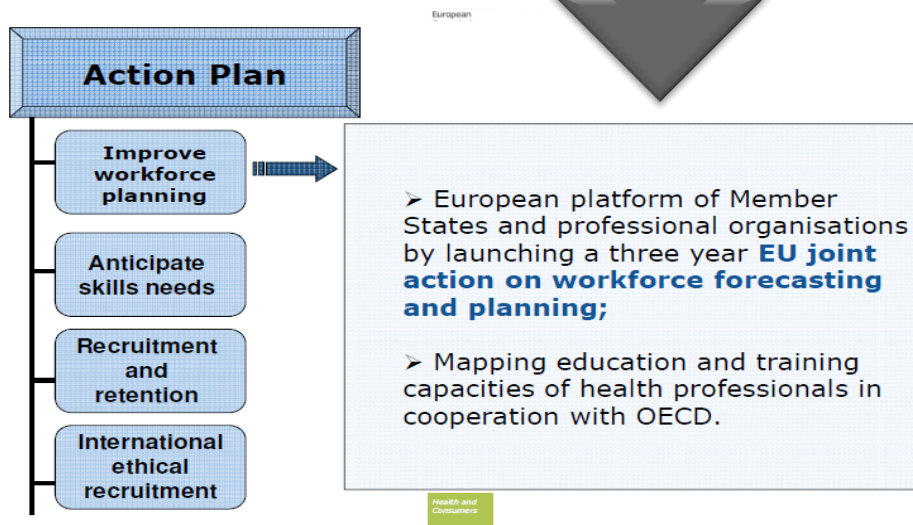 European
Action Plan
Improve
workforce
planning
Anticipate
skills needs
Recruitment
and
retention
International
ethical
recruitment
➢ European platform of Member
States and professional organisations
by launching a three year EU joint
action on workforce forecasting
and planning;
➢ Mapping education and training
capacities of health professionals in
cooperation with OECD.
Health and
Consumers